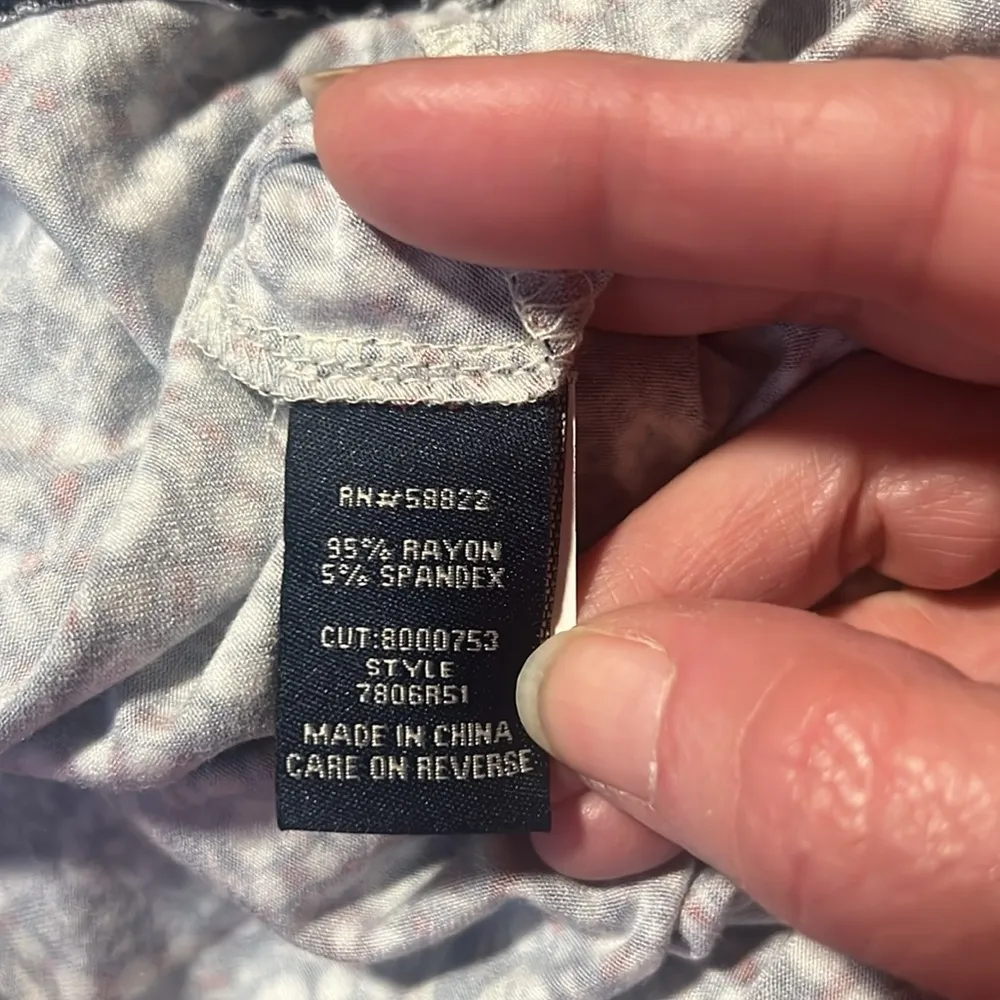 RN#58822
95% RAYON
5% SPANDEX
CUT:8000753
STYLE
7806R51
MADE IN CHINA
CARE ON REVERSE